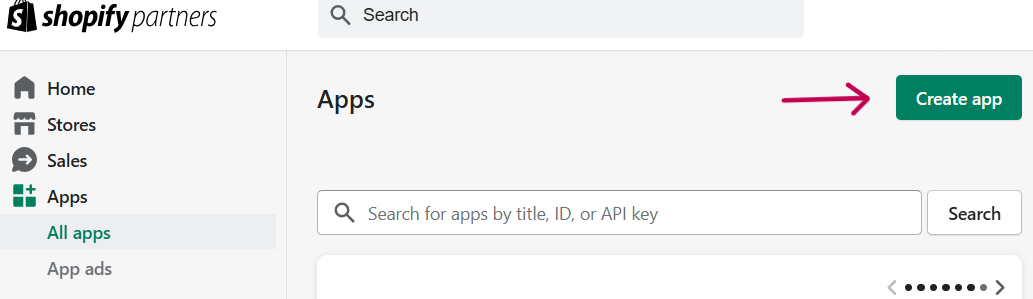 shopify partners
Search
Home
Stores
Sales
Apps
All apps
App ads
Apps
Create app
Search for apps by title, ID, or API key
Search